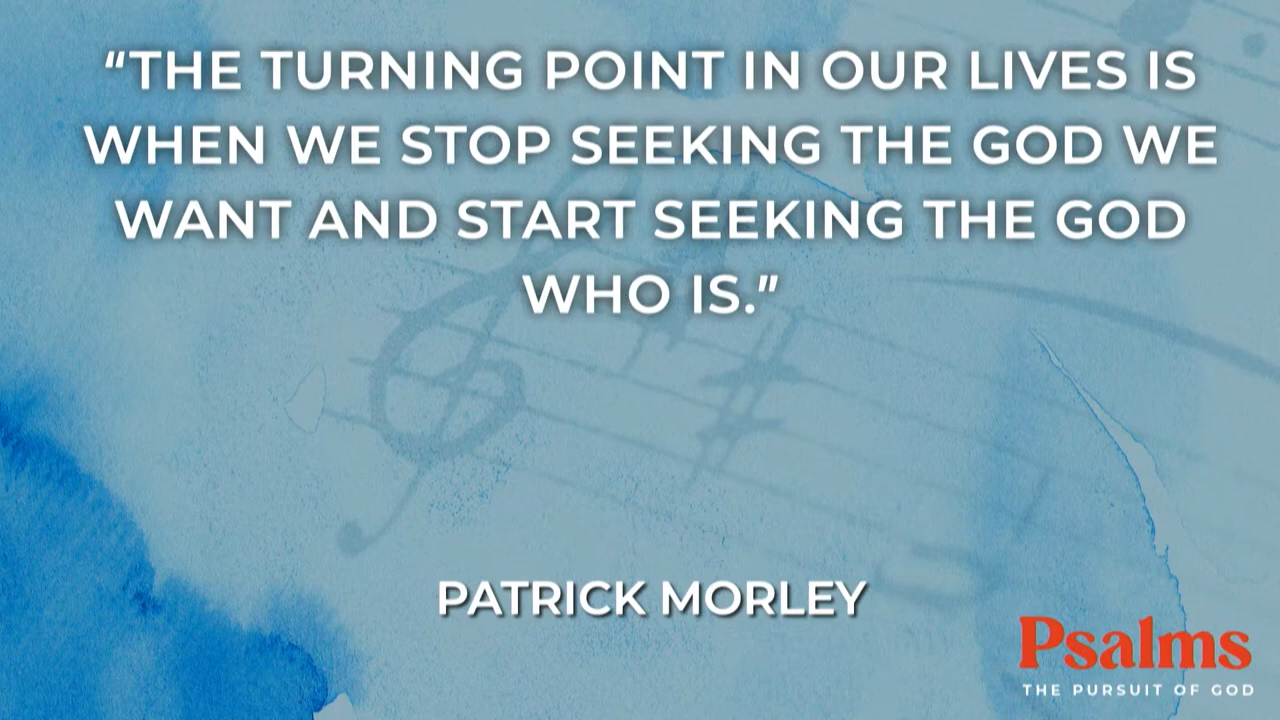 “THE TURNING POINT IN OUR LIVES IS
WHEN WE STOP SEEKING THE GOD WE
WANT AND START SEEKING THE GOD
WHO IS.”
PATRICK MORLEY
Psalms
THE PURSUIT OF GOD